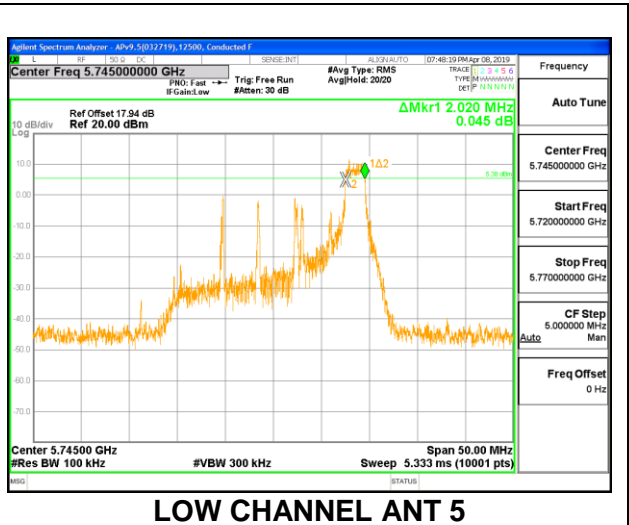 Agilent Spectrum Analyzer - APv9.5(032719),12500, Conducted F
L RF 50 Ω DC SENSE:INT ALIGN AUTO 07:48:19 PM Apr 08, 2019
Center Freq 5.745000000 GHz #Avg Type: RMS TRACE 1 2 3 4 5 6
PNO: Fast Trig: Free Run Avg|Hold: 20/20 TYPE M
IFGain:Low #Atten: 30 dB DET P N N N N N
Frequency
Auto Tune
ΔMkr1 2.020 MHz
0.045 dB
Ref Offset 17.94 dB
10 dB/div Ref 20.00 dBm
Log
10.0
0.00
-10.0
-20.0
-30.0
-40.0
-50.0
-60.0
-70.0
1Δ2
2
Center Freq
5.745000000 GHz
Start Freq
5.720000000 GHz
Stop Freq
5.770000000 GHz
CF Step
5.000000 MHz
Auto Man
Freq Offset
0 Hz
Center 5.74500 GHz Span 50.00 MHz
#Res BW 100 kHz #VBW 300 kHz Sweep 5.333 ms (10001 pts)
MSG STATUS
LOW CHANNEL ANT 5